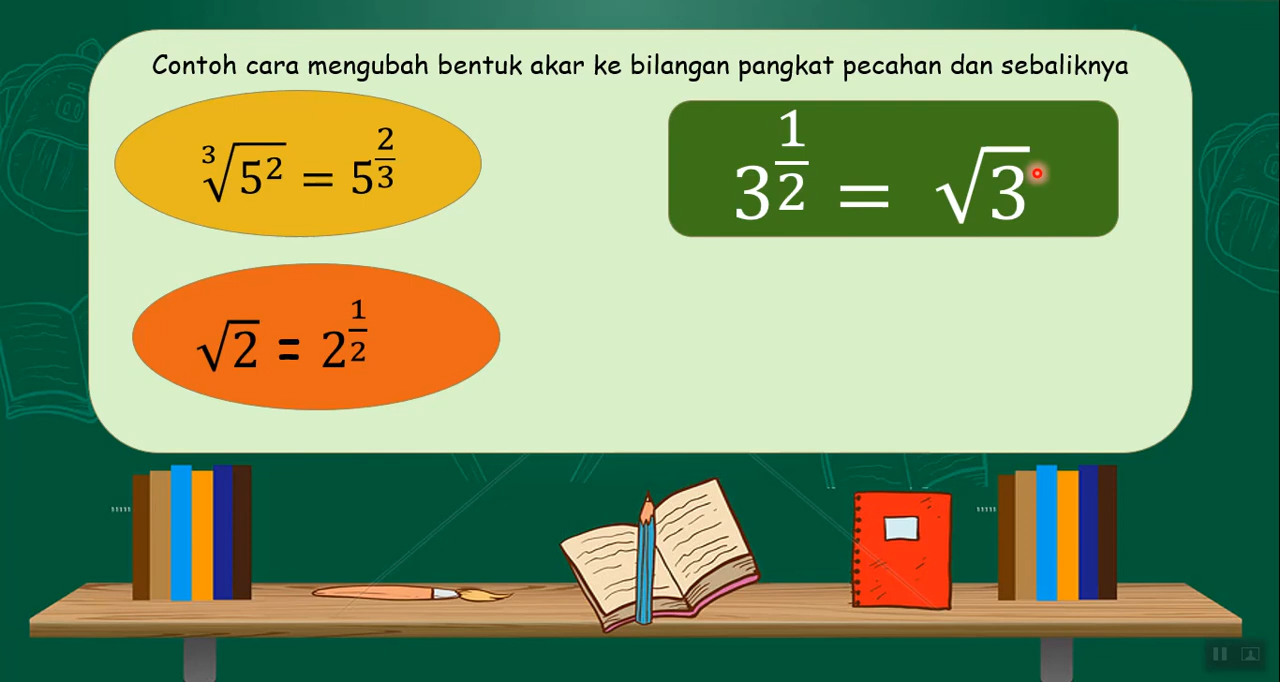 Contoh cara mengubah bentuk akar ke bilangan pangkat pecahan dan sebaliknya
∛(5²) = 5^(2/3)
3^(1/2) = √3
√2 = 2^(1/2)